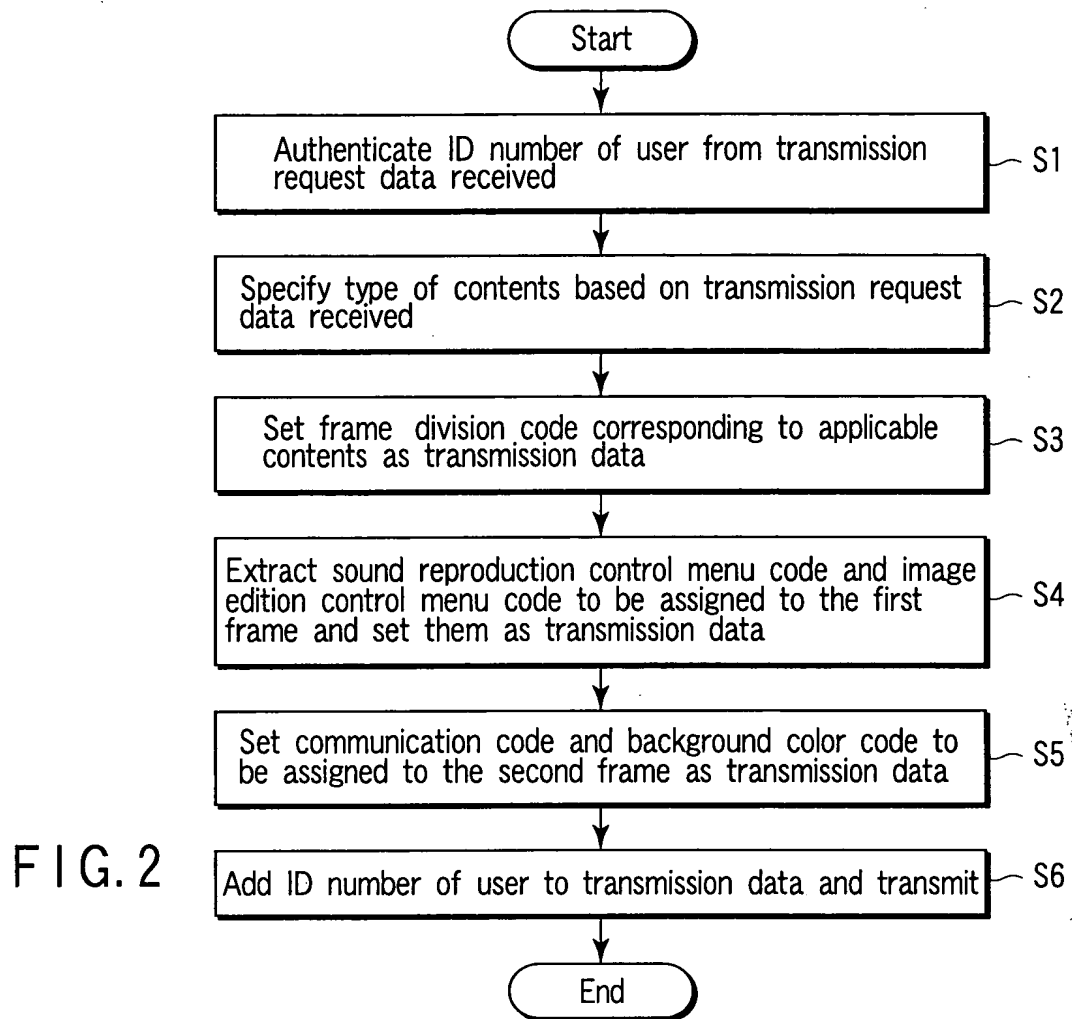 Start
Authenticate ID number of user from transmission
request data received
S1
Specify type of contents based on transmission request
data received
S2
Set frame division code corresponding to applicable
contents as transmission data
S3
Extract sound reproduction control menu code and image
edition control menu code to be assigned to the first
frame and set them as transmission data
S4
Set communication code and background color code to
be assigned to the second frame as transmission data
S5
Add ID number of user to transmission data and transmit
S6
End
FIG. 2